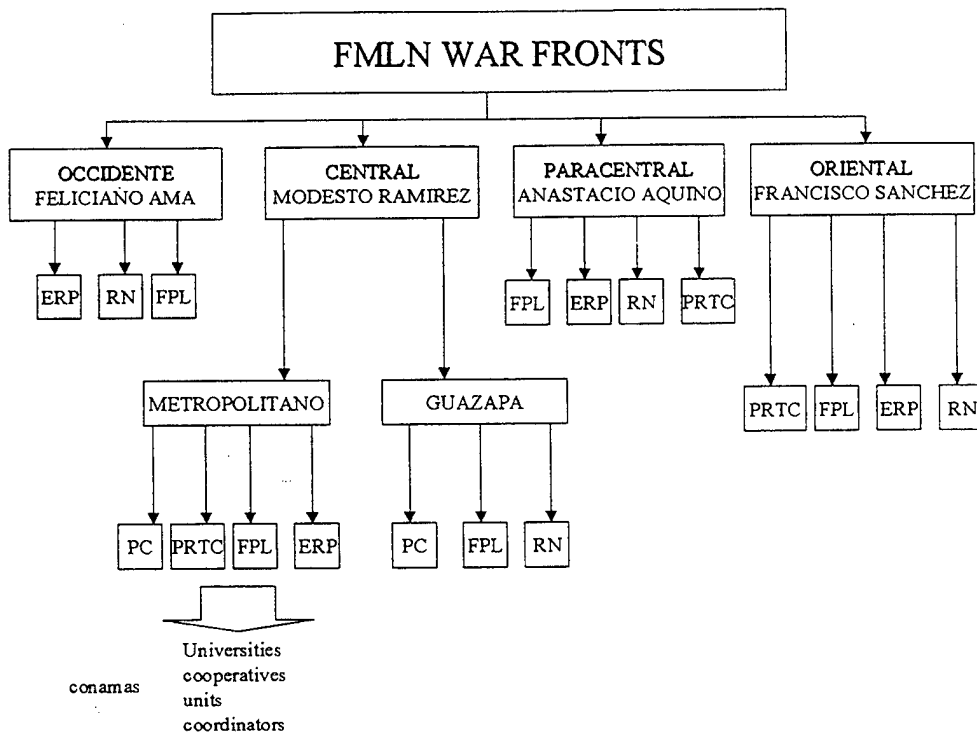 FMLN WAR FRONTS
OCCIDENTE
FELICIANO AMA
CENTRAL
MODESTO RAMIREZ
PARACENTRAL
ANASTACIO AQUINO
ORIENTAL
FRANCISCO SANCHEZ
ERP RN FPL
FPL ERP RN PRTC
PRTC FPL ERP RN
METROPOLITANO
GUAZAPA
PC PRTC FPL ERP
PC FPL RN
Universities
cooperatives
conamas
units
coordinators